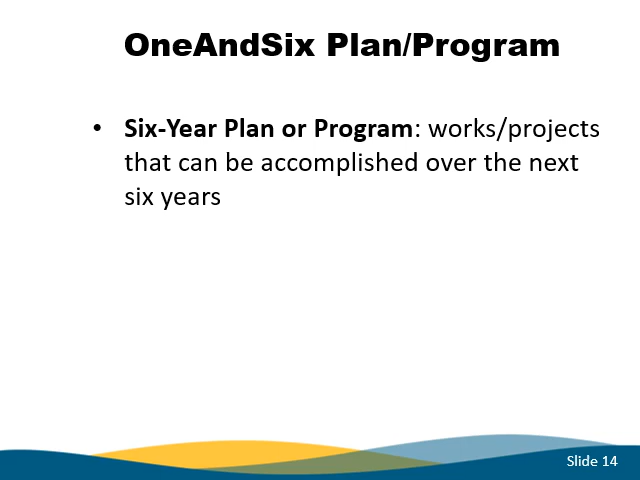 OneAndSix Plan/Program
• Six-Year Plan or Program: works/projects
that can be accomplished over the next
six years
Slide 14